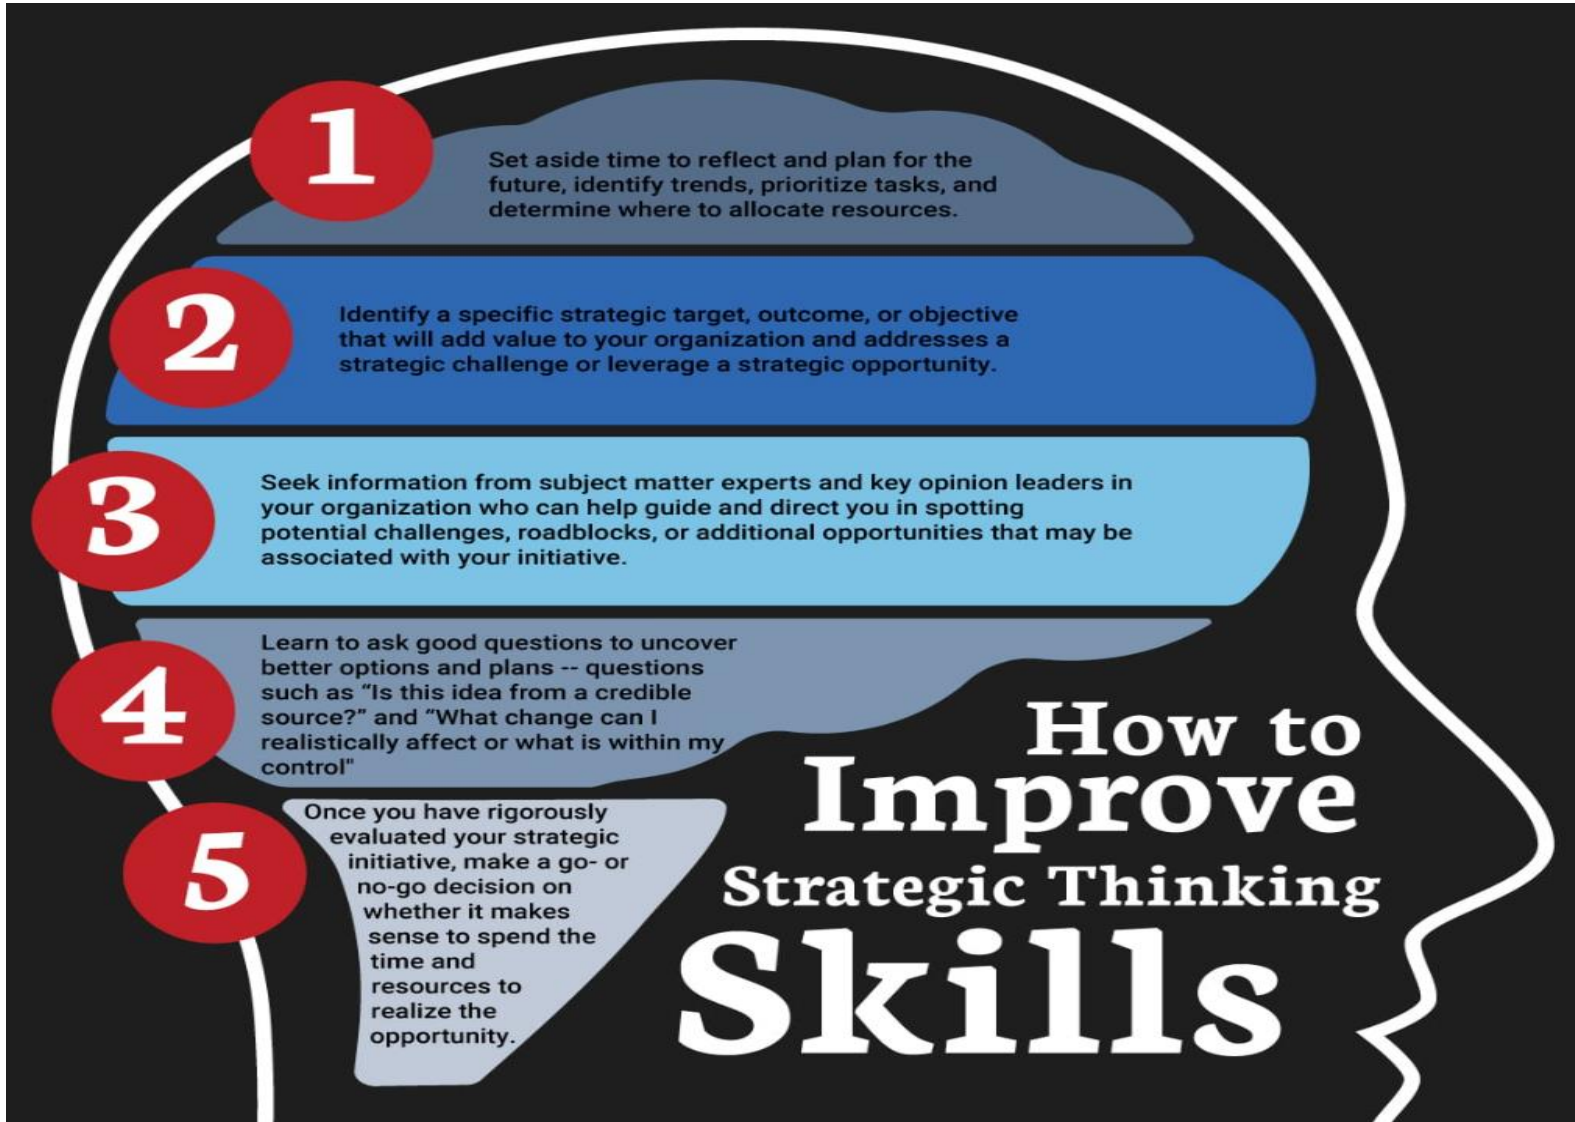 1
Set aside time to reflect and plan for the
future, identify trends, prioritize tasks, and
determine where to allocate resources.
2
Identify a specific strategic target, outcome, or objective
that will add value to your organization and addresses a
strategic challenge or leverage a strategic opportunity.
3
Seek information from subject matter experts and key opinion leaders in
your organization who can help guide and direct you in spotting
potential challenges, roadblocks, or additional opportunities that may be
associated with your initiative.
4
Learn to ask good questions to uncover
better options and plans -- questions
such as “Is this idea from a credible
source?” and “What change can I
realistically affect or what is within my
control"
5
Once you have rigorously
evaluated your strategic
initiative, make a go- or
no-go decision on
whether it makes
sense to spend the
time and
resources to
realize the
opportunity.
How to
Improve
Strategic Thinking
Skills